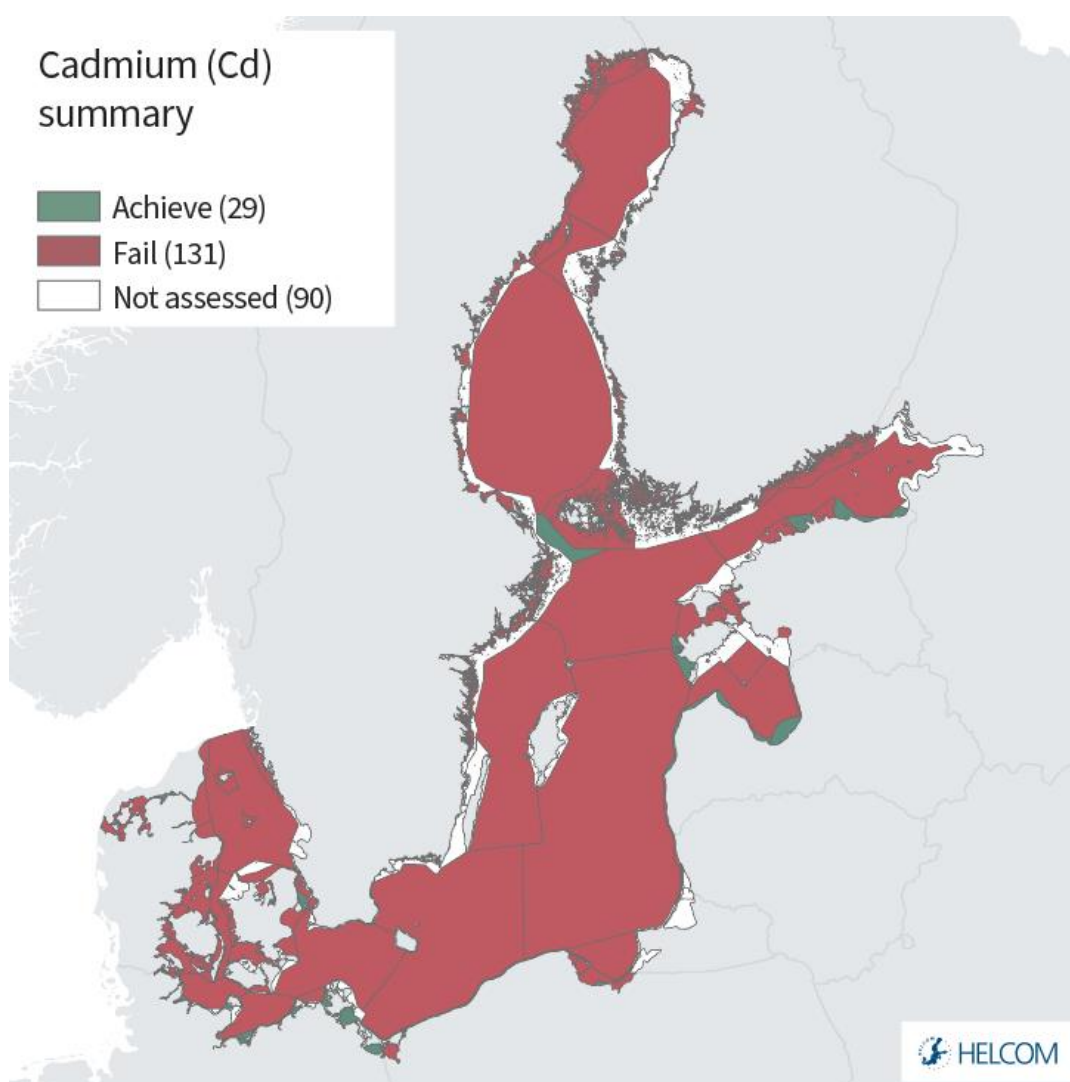 Cadmium (Cd)
summary
Achieve (29)
Fail (131)
Not assessed (90)
HELCOM